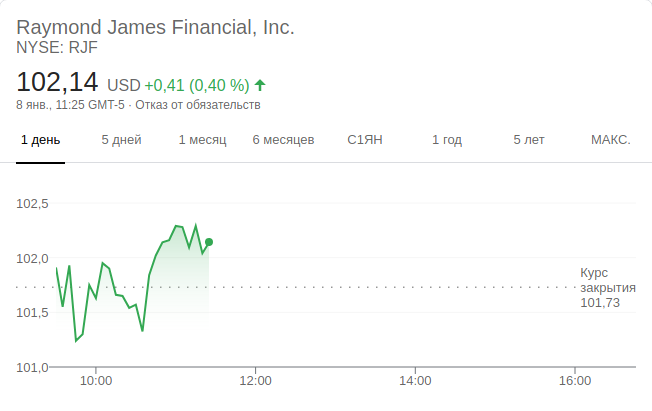 Raymond James Financial, Inc.
NYSE: RJF
102,14 USD +0,41 (0,40 %)
8 янв., 11:25 GMT-5 · Отказ от обязательств
1 день 5 дней 1 месяц 6 месяцев С1ЯН 1 год 5 лет МАКС.
102,5
102,0
Курс
закрытия
101,73
101,5
101,0
10:00 12:00 14:00 16:00